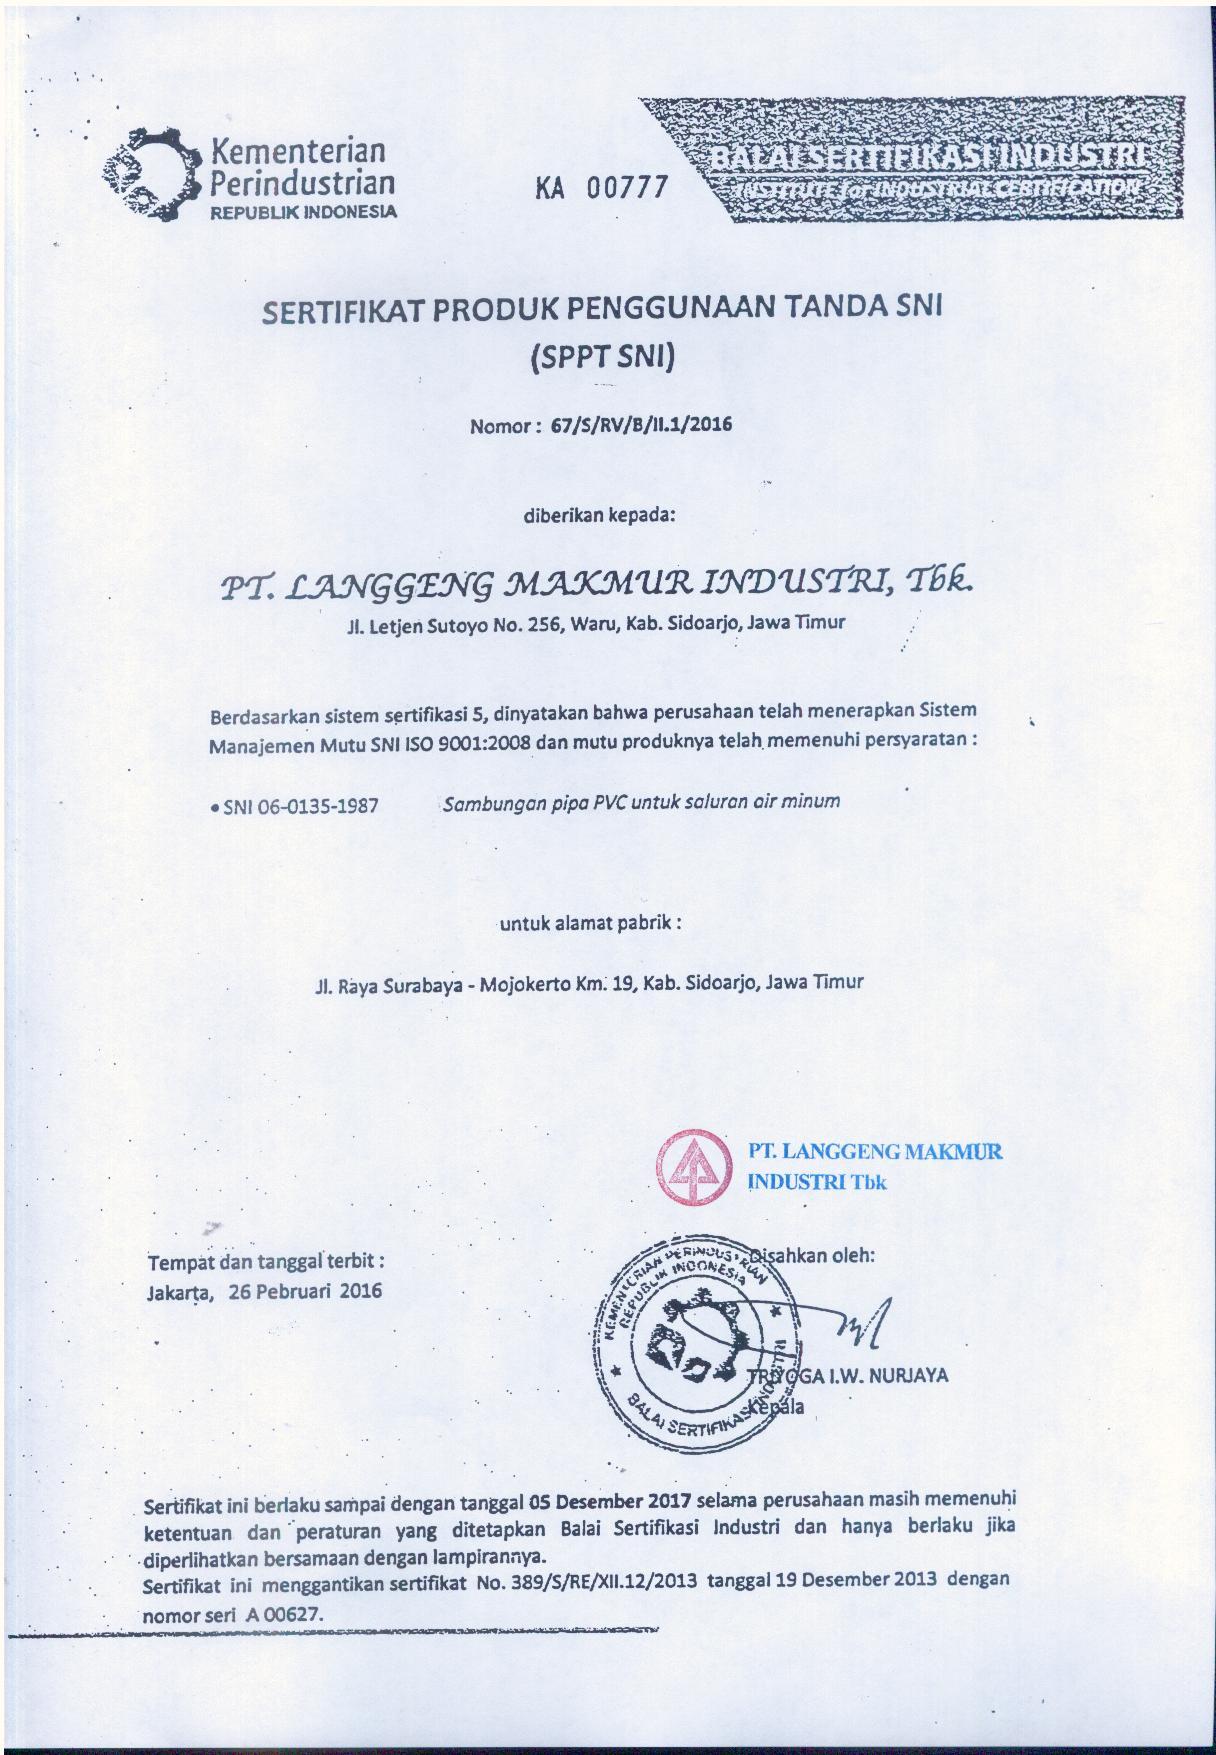 Kementerian
Perindustrian
REPUBLIK INDONESIA
KA 00777
BALAI SERTIFIKASI INDUSTRI
INSTITUTE for INDUSTRIAL CERTIFICATION
SERTIFIKAT PRODUK PENGGUNAAN TANDA SNI
(SPPT SNI)
Nomor : 67/S/RV/B/II.1/2016
diberikan kepada:
PT. LANGGENG MAKMUR INDUSTRI, Tbk.
Jl. Letjen Sutoyo No. 256, Waru, Kab. Sidoarjo, Jawa Timur
Berdasarkan sistem sertifikasi 5, dinyatakan bahwa perusahaan telah menerapkan Sistem
Manajemen Mutu SNI ISO 9001:2008 dan mutu produknya telah memenuhi persyaratan :
• SNI 06-0135-1987 Sambungan pipa PVC untuk saluran air minum
untuk alamat pabrik :
Jl. Raya Surabaya - Mojokerto Km. 19, Kab. Sidoarjo, Jawa Timur
PT. LANGGENG MAKMUR
INDUSTRI Tbk
Tempat dan tanggal terbit :
Jakarta, 26 Pebruari 2016
Disahkan oleh:
KEMENTERIAN PERINDUSTRIAN
REPUBLIK INDONESIA
BALAI SERTIFIKASI INDUSTRI
TRIYOGA I.W. NURJAYA
Kepala
Sertifikat ini berlaku sampai dengan tanggal 05 Desember 2017 selama perusahaan masih memenuhi
ketentuan dan peraturan yang ditetapkan Balai Sertifikasi Industri dan hanya berlaku jika
diperlihatkan bersamaan dengan lampirannya.
Sertifikat ini menggantikan sertifikat No. 389/S/RE/XII.12/2013 tanggal 19 Desember 2013 dengan
nomor seri A 00627.